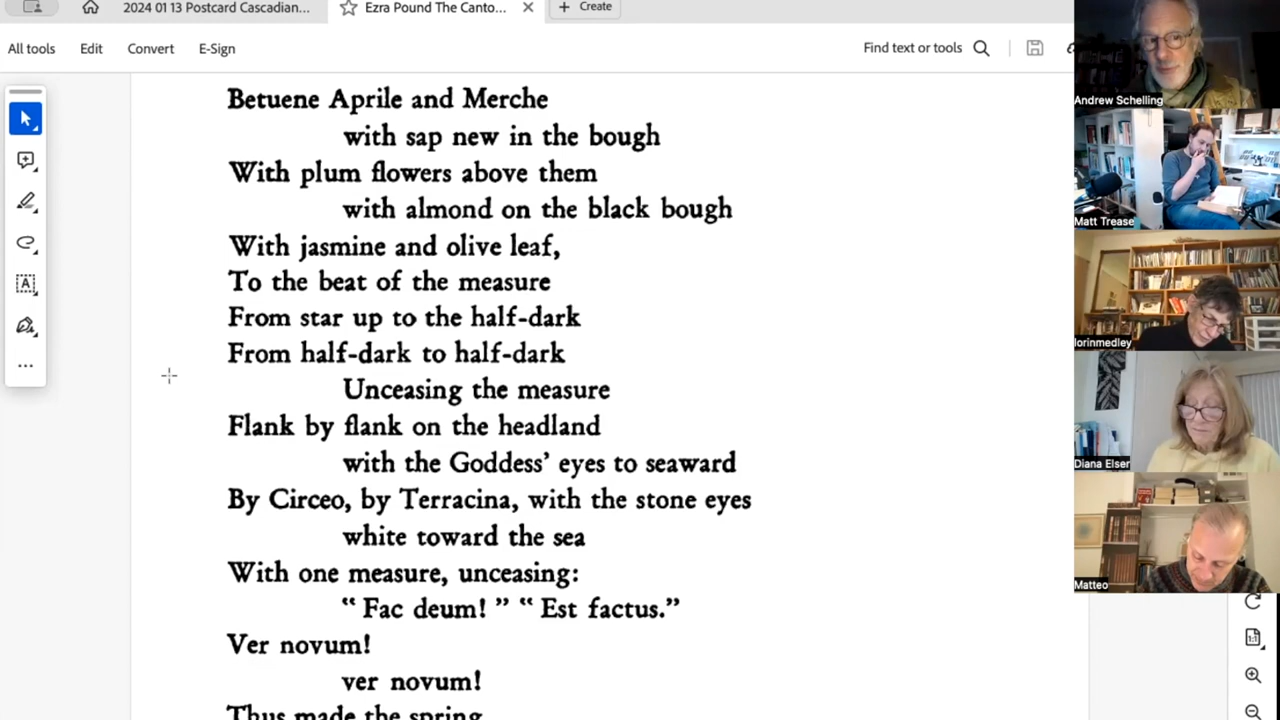 2024 01 13 Postcard Cascadian...
Ezra Pound The Canto...
Create
All tools
Edit
Convert
E-Sign
Find text or tools
Betuene Aprile and Merche
with sap new in the bough
With plum flowers above them
with almond on the black bough
With jasmine and olive leaf,
To the beat of the measure
From star up to the half-dark
From half-dark to half-dark
Unceasing the measure
Flank by flank on the headland
with the Goddess’ eyes to seaward
By Circeo, by Terracina, with the stone eyes
white toward the sea
With one measure, unceasing:
“ Fac deum! ” “ Est factus.”
Ver novum!
ver novum!
Thus made the spring
Andrew Schelling
Matt Trease
lorinmedley
Diana Elser
Matteo